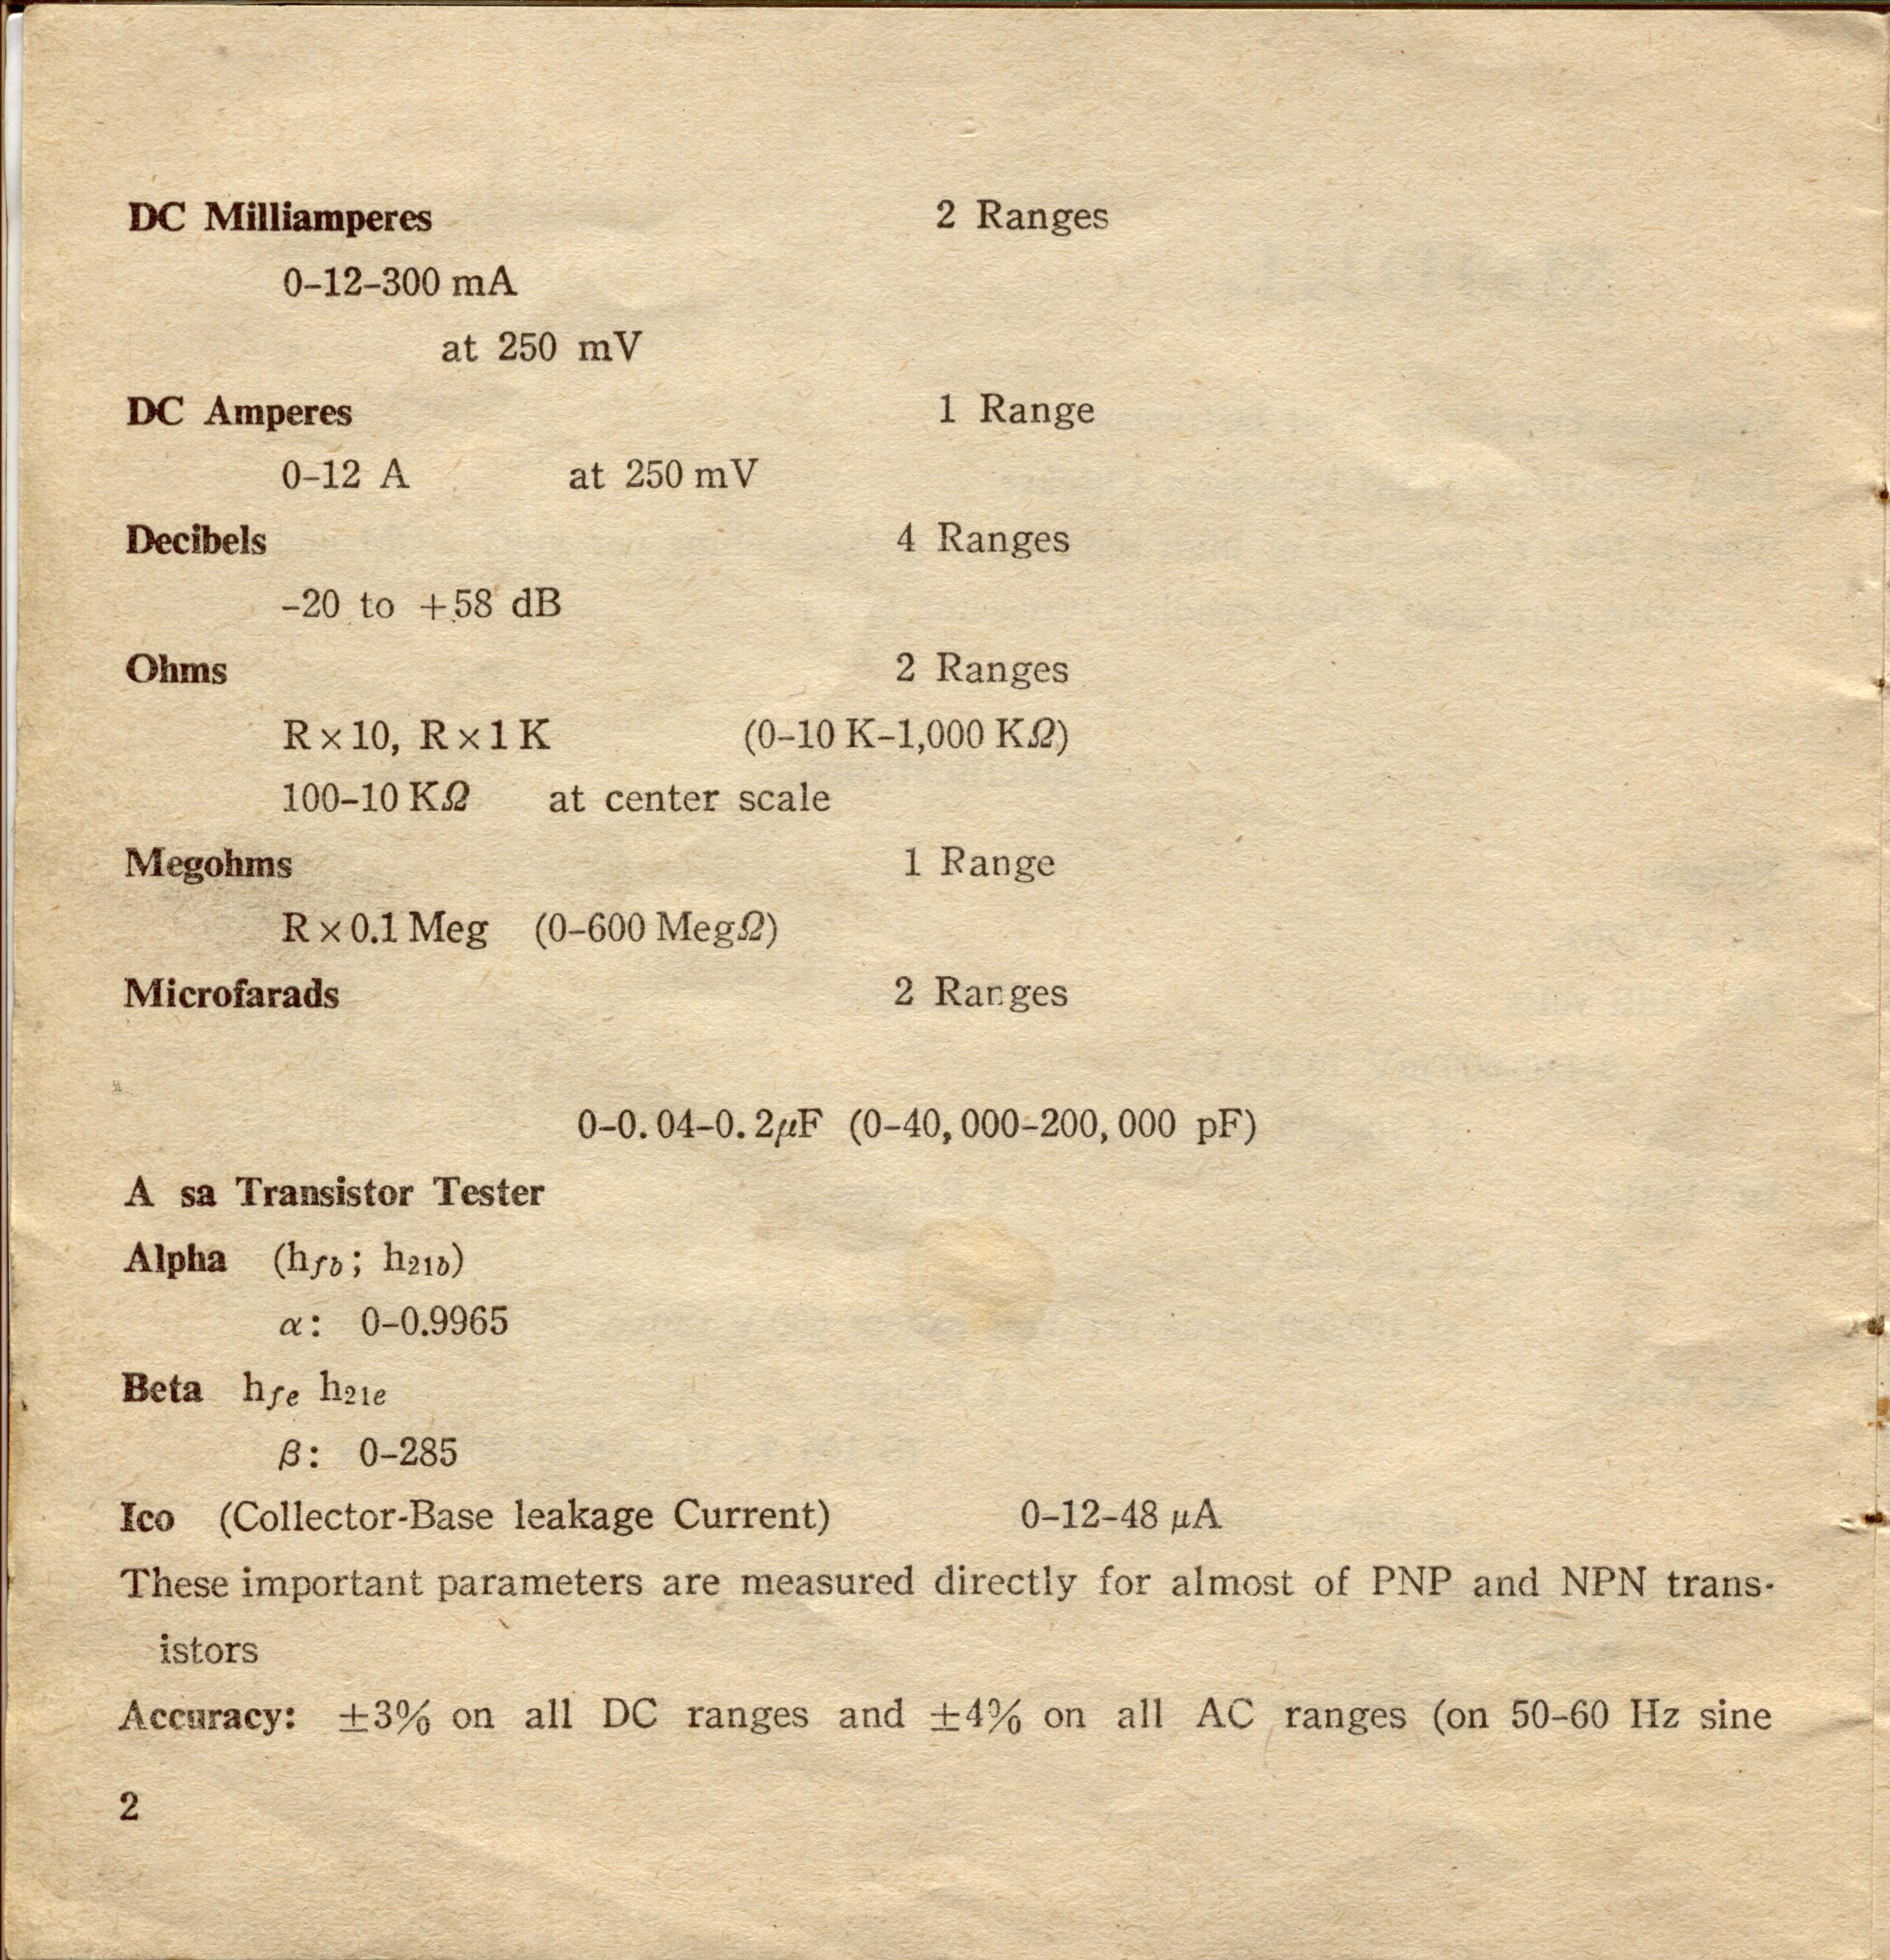 DC Milliamperes 2 Ranges
0–12–300 mA
at 250 mV
DC Amperes 1 Range
0–12 A at 250 mV
Decibels 4 Ranges
–20 to +58 dB
Ohms 2 Ranges
R×10, R×1K (0–10 K–1,000 KΩ)
100–10 KΩ at center scale
Megohms 1 Range
R×0.1 Meg (0–600 MegΩ)
Microfarads 2 Ranges
0–0.04–0.2μF (0–40,000–200,000 pF)
A sa Transistor Tester
Alpha (hfb; h21b)
α: 0–0.9965
Beta hfe h21e
β: 0–285
Ico (Collector-Base leakage Current) 0–12–48 μA
These important parameters are measured directly for almost of PNP and NPN trans-
istors
Accuracy: ±3% on all DC ranges and ±4% on all AC ranges (on 50–60 Hz sine
2